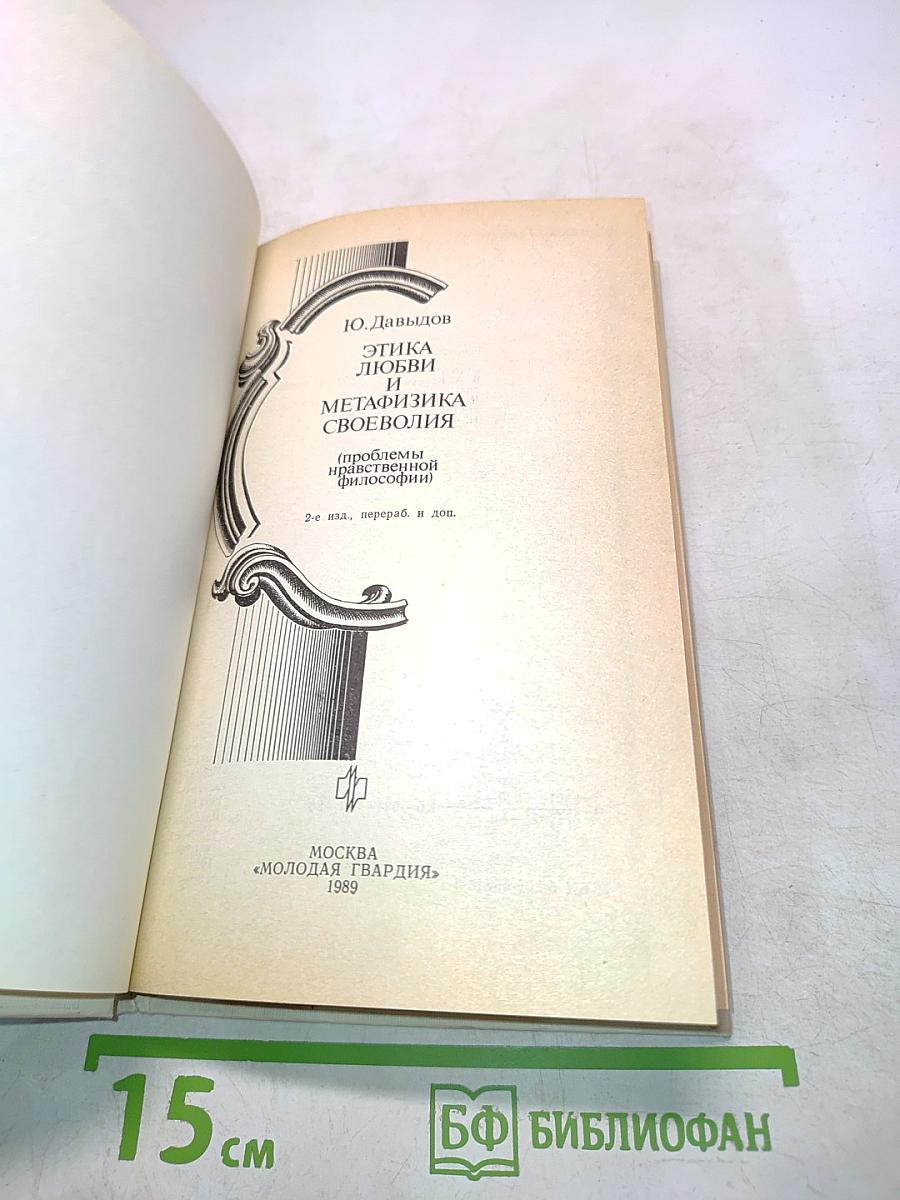 Ю. Давыдов
ЭТИКА
ЛЮБВИ
И
МЕТАФИЗИКА
СВОЕВОЛИЯ
(проблемы
нравственной
философии)
2-е изд., перераб. и доп.
МОСКВА
«МОЛОДАЯ ГВАРДИЯ»
1989
15 см
БФ БИБЛИОФАН